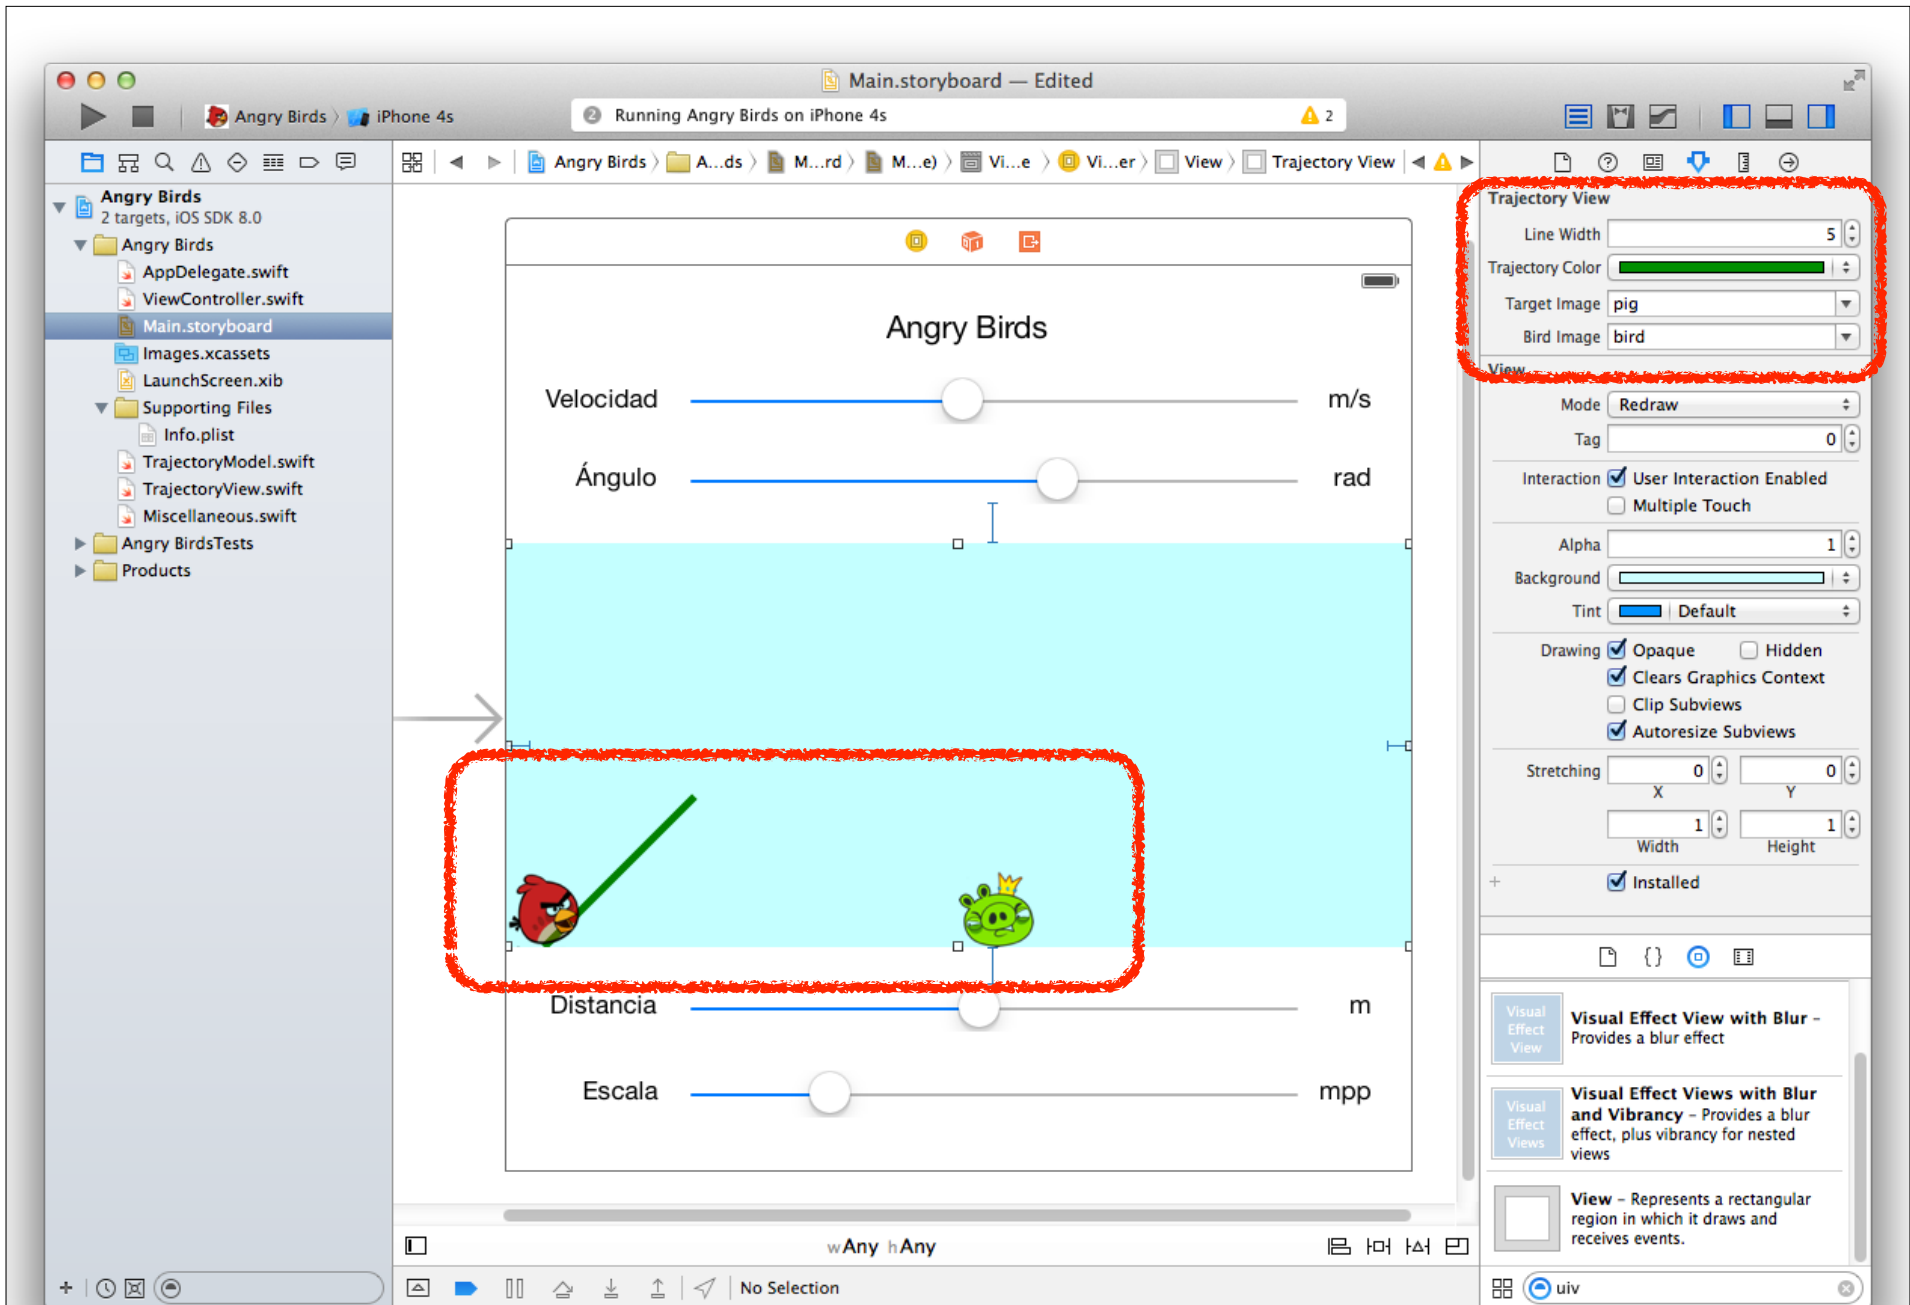 Main.storyboard — Edited
Angry Birds
iPhone 4s
2
Running Angry Birds on iPhone 4s
2
Angry Birds
A...ds
M...rd
M...e)
Vi...e
Vi...er
View
Trajectory View
Angry Birds
2 targets, iOS SDK 8.0
Angry Birds
AppDelegate.swift
ViewController.swift
Main.storyboard
Images.xcassets
LaunchScreen.xib
Supporting Files
Info.plist
TrajectoryModel.swift
TrajectoryView.swift
Miscellaneous.swift
Angry BirdsTests
Products
Angry Birds
Velocidad
m/s
Ángulo
rad
Distancia
m
Escala
mpp
wAny hAny
No Selection
Trajectory View
Line Width 5
Trajectory Color
Target Image pig
Bird Image bird
View
Mode Redraw
Tag 0
Interaction User Interaction Enabled
Multiple Touch
Alpha 1
Background
Tint Default
Drawing Opaque Hidden
Clears Graphics Context
Clip Subviews
Autoresize Subviews
Stretching 0 0
X Y
1 1
Width Height
+ Installed
{}
Visual
Effect
View
Visual Effect View with Blur –
Provides a blur effect
Visual
Effect
Views
Visual Effect Views with Blur
and Vibrancy – Provides a blur
effect, plus vibrancy for nested
views
View – Represents a rectangular
region in which it draws and
receives events.
uiv